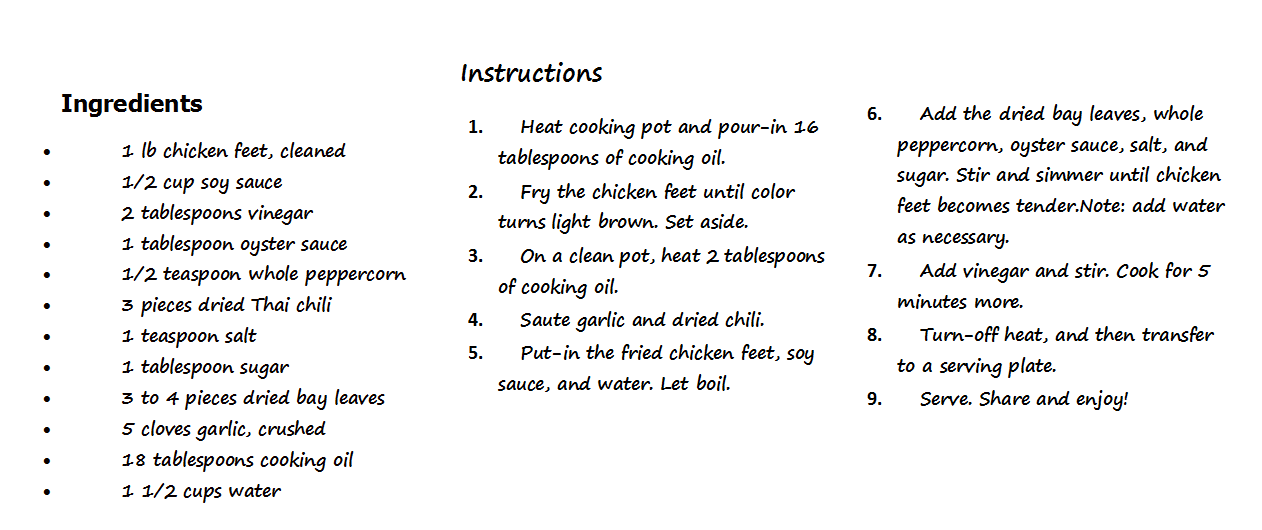 Ingredients
• 1 lb chicken feet, cleaned
• 1/2 cup soy sauce
• 2 tablespoons vinegar
• 1 tablespoon oyster sauce
• 1/2 teaspoon whole peppercorn
• 3 pieces dried Thai chili
• 1 teaspoon salt
• 1 tablespoon sugar
• 3 to 4 pieces dried bay leaves
• 5 cloves garlic, crushed
• 18 tablespoons cooking oil
• 1 1/2 cups water
Instructions
1. Heat cooking pot and pour-in 16
tablespoons of cooking oil.
2. Fry the chicken feet until color
turns light brown. Set aside.
3. On a clean pot, heat 2 tablespoons
of cooking oil.
4. Saute garlic and dried chili.
5. Put-in the fried chicken feet, soy
sauce, and water. Let boil.
6. Add the dried bay leaves, whole
peppercorn, oyster sauce, salt, and
sugar. Stir and simmer until chicken
feet becomes tender.Note: add water
as necessary.
7. Add vinegar and stir. Cook for 5
minutes more.
8. Turn-off heat, and then transfer
to a serving plate.
9. Serve. Share and enjoy!